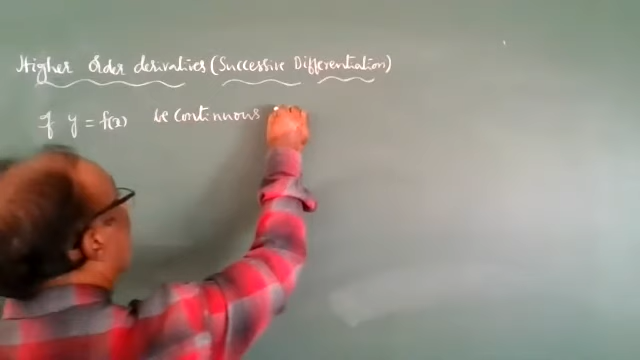 Higher Order derivatives (Successive Differentiation)
If y = f(x) be continuous